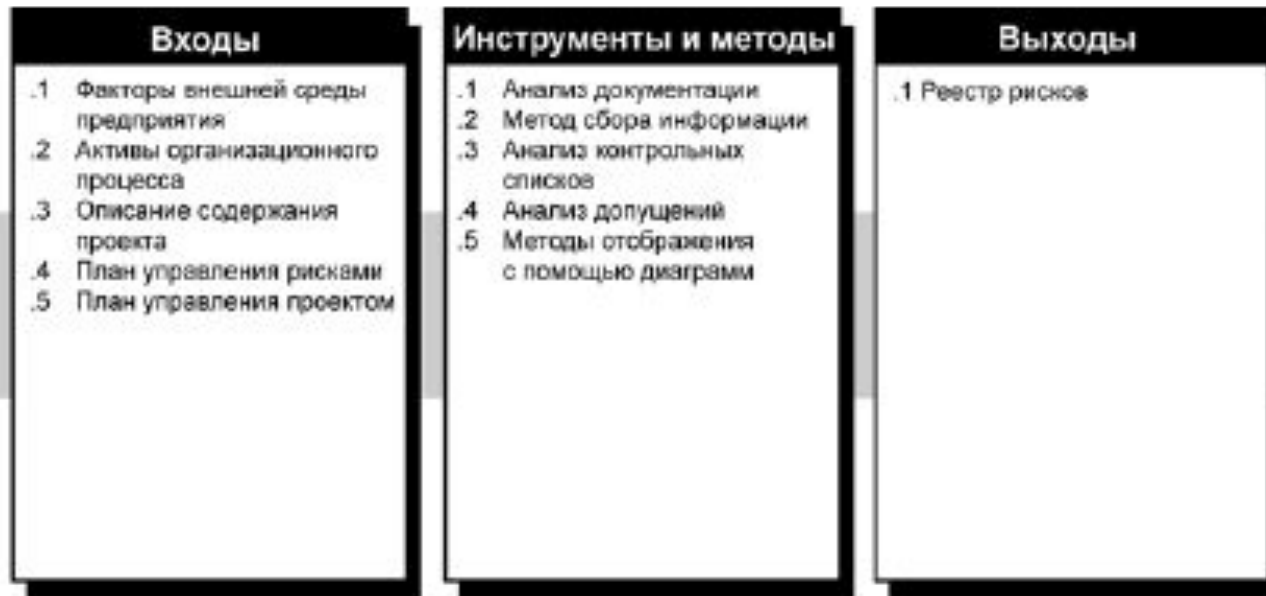 Входы
.1 Факторы внешней среды
предприятия
.2 Активы организационного
процесса
.3 Описание содержания
проекта
.4 План управления рисками
.5 План управления проектом
Инструменты и методы
.1 Анализ документации
.2 Метод сбора информации
.3 Анализ контрольных
списков
.4 Анализ допущений
.5 Методы отображения
с помощью диаграмм
Выходы
.1 Реестр рисков